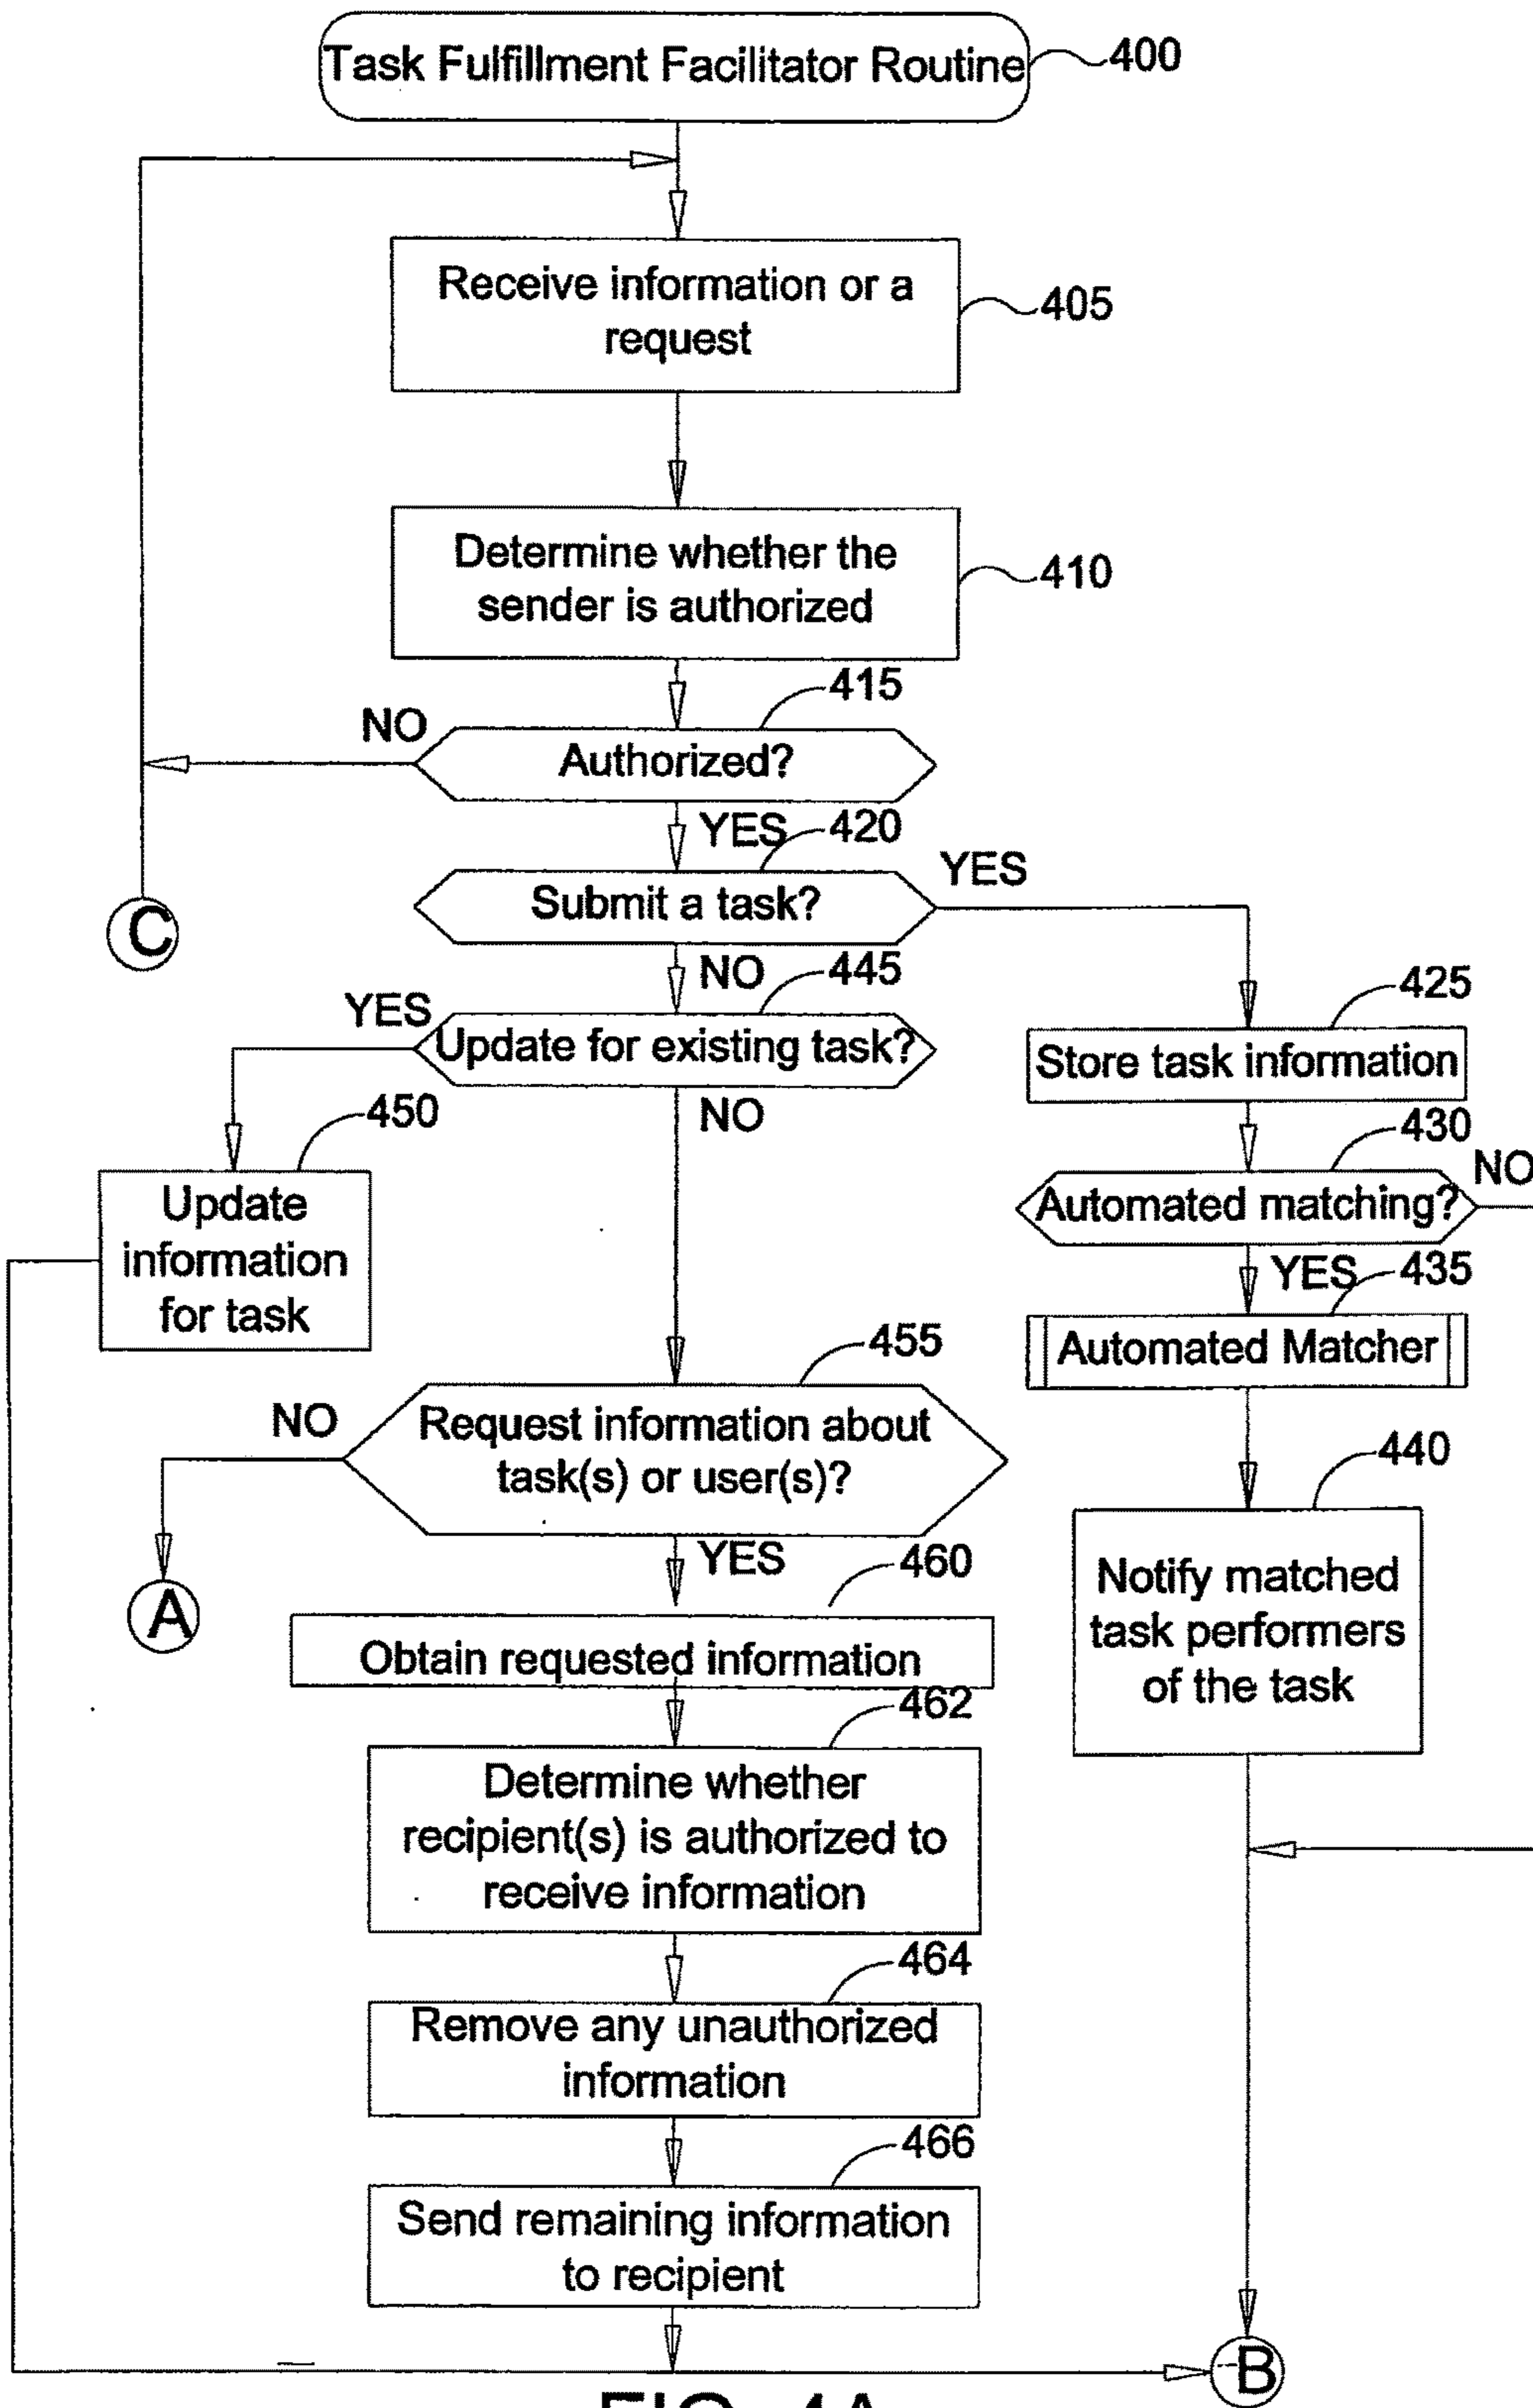 Task Fulfillment Facilitator Routine
400
Receive information or a
request
405
Determine whether the
sender is authorized
410
415
NO
Authorized?
YES
420
YES
Submit a task?
C
NO
445
YES
Update for existing task?
NO
425
Store task information
430
NO
Automated matching?
YES
435
Automated Matcher
450
Update
information
for task
455
NO
Request information about
task(s) or user(s)?
440
Notify matched
task performers
of the task
YES
460
A
Obtain requested information
462
Determine whether
recipient(s) is authorized to
receive information
464
Remove any unauthorized
information
466
Send remaining information
to recipient
B
FIG. 4A